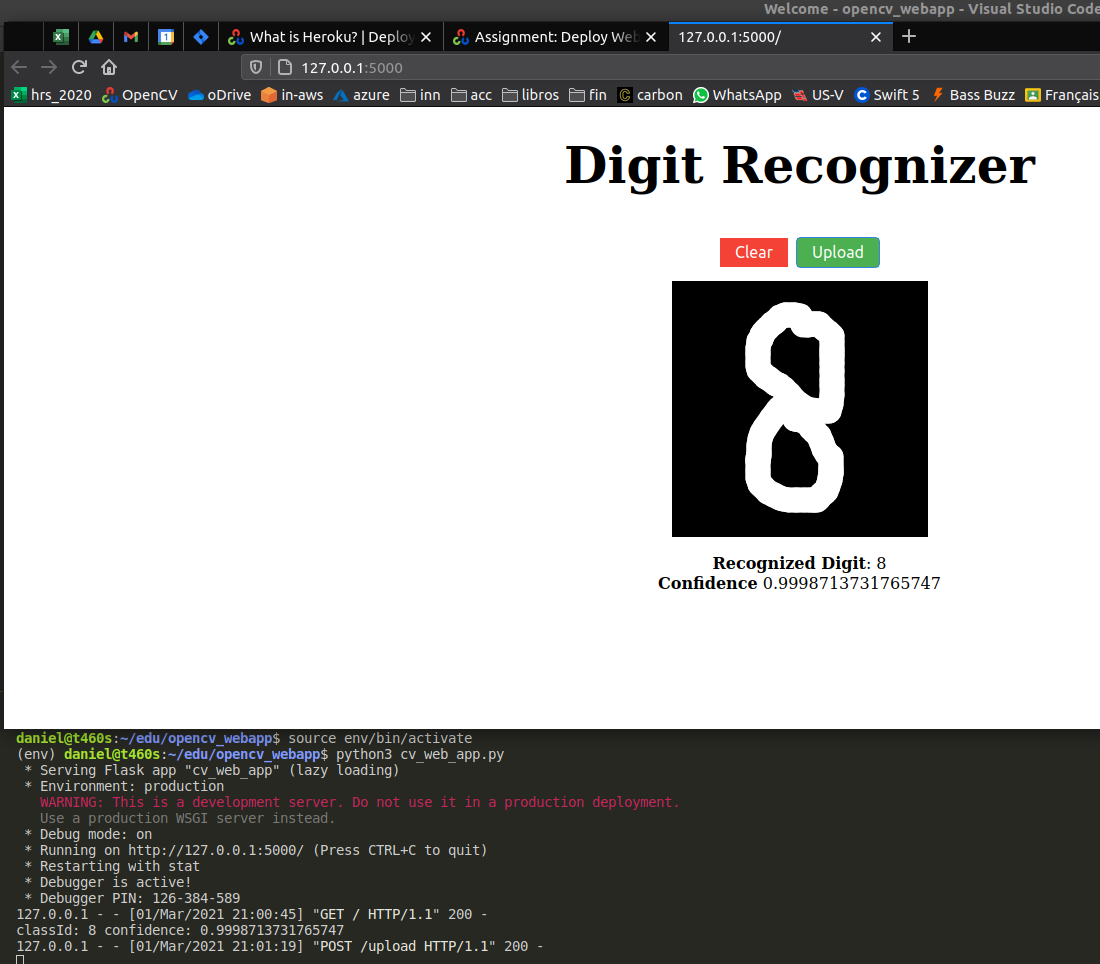 Welcome - opencv_webapp - Visual Studio Code
What is Heroku? | Deploy
Assignment: Deploy Web
127.0.0.1:5000/
127.0.0.1:5000
hrs_2020 OpenCV oDrive in-aws azure inn acc libros fin carbon WhatsApp US-V Swift 5 Bass Buzz Français
Digit Recognizer
Clear Upload
8
Recognized Digit: 8
Confidence 0.9998713731765747
daniel@t460s:~/edu/opencv_webapp$ source env/bin/activate
(env) daniel@t460s:~/edu/opencv_webapp$ python3 cv_web_app.py
* Serving Flask app "cv_web_app" (lazy loading)
* Environment: production
WARNING: This is a development server. Do not use it in a production deployment.
Use a production WSGI server instead.
* Debug mode: on
* Running on http://127.0.0.1:5000/ (Press CTRL+C to quit)
* Restarting with stat
* Debugger is active!
* Debugger PIN: 126-384-589
127.0.0.1 - - [01/Mar/2021 21:00:45] "GET / HTTP/1.1" 200 -
classId: 8 confidence: 0.9998713731765747
127.0.0.1 - - [01/Mar/2021 21:01:19] "POST /upload HTTP/1.1" 200 -